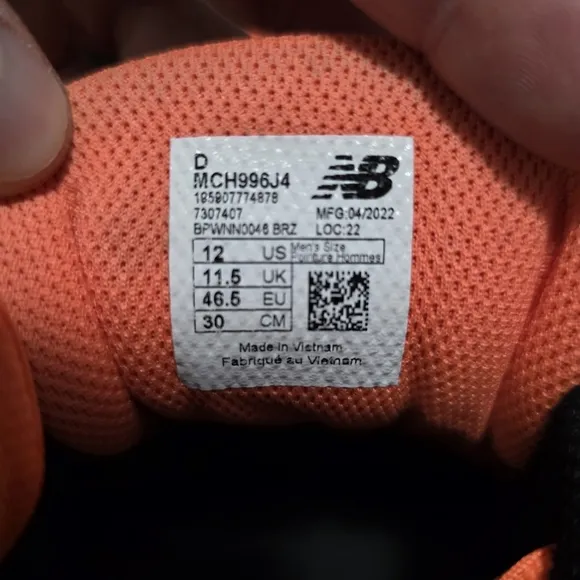 D
MCH996J4
NB
195907774878
7307407 MFG:04/2022
BPWNN0046 BRZ LOC:22
12 US Men's Size
Pointure Hommes
11.5 UK
46.5 EU
30 CM
Made in Vietnam
Fabriqué au Vietnam